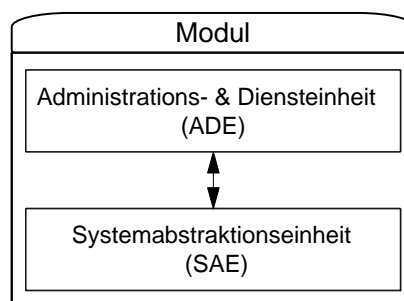 Modul
Administrations- & Diensteinheit
(ADE)
Systemabstraktionseinheit
(SAE)